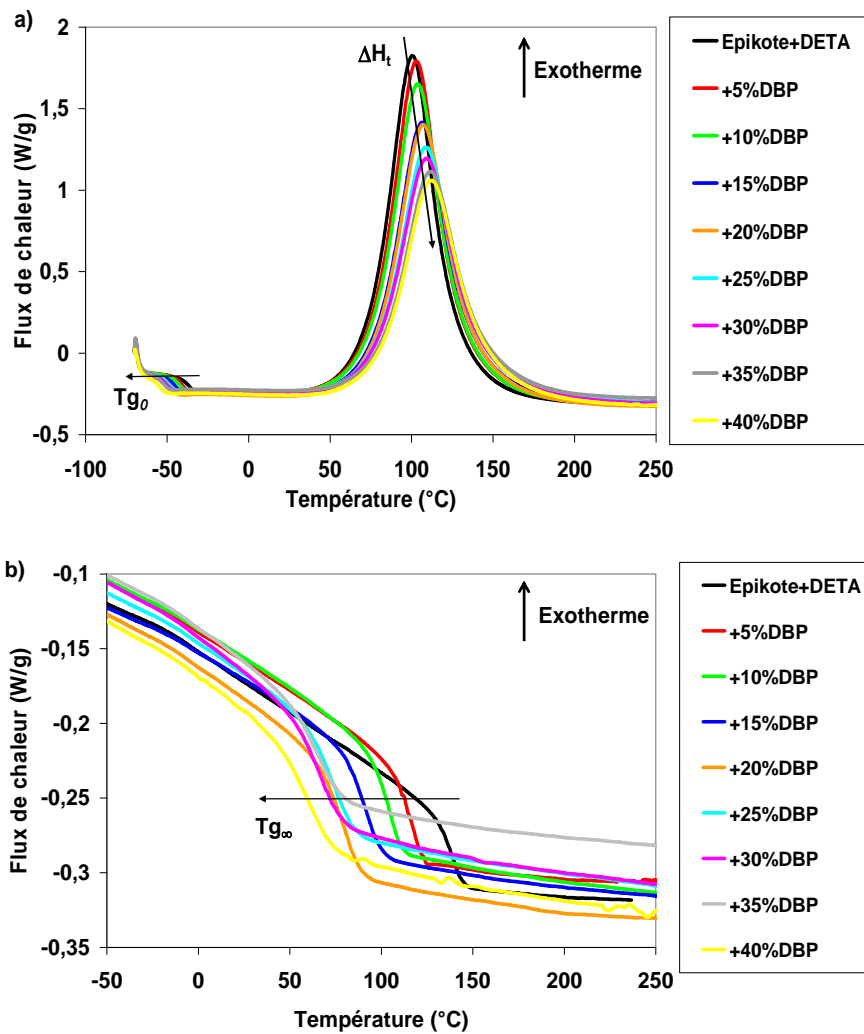 a)
2
1,5
1
0,5
0
-0,5
-100
-50
0
50
100
150
200
250
Température (°C)
Flux de chaleur (W/g)
ΔHt
Exotherme
Tg0
Epikote+DETA
+5%DBP
+10%DBP
+15%DBP
+20%DBP
+25%DBP
+30%DBP
+35%DBP
+40%DBP
b)
-0,1
-0,15
-0,2
-0,25
-0,3
-0,35
-50
0
50
100
150
200
250
Température (°C)
Flux de chaleur (W/g)
Exotherme
Tg∞
Epikote+DETA
+5%DBP
+10%DBP
+15%DBP
+20%DBP
+25%DBP
+30%DBP
+35%DBP
+40%DBP